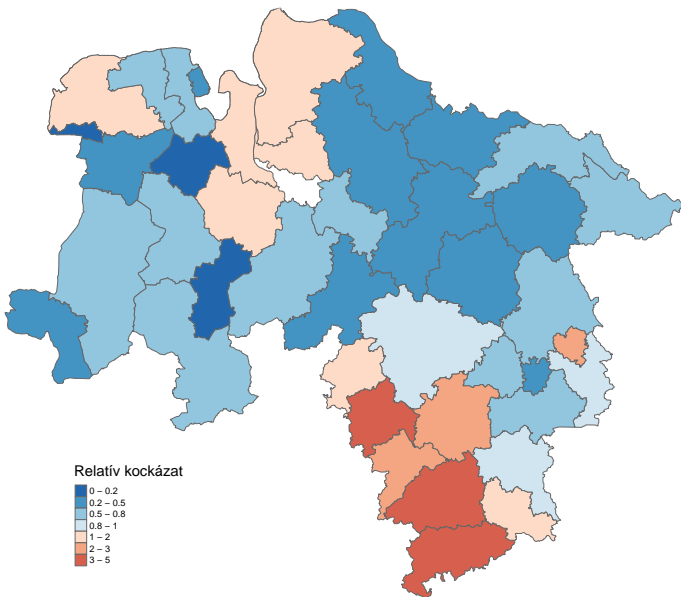 Relatív kockázat
0 – 0.2
0.2 – 0.5
0.5 – 0.8
0.8 – 1
1 – 2
2 – 3
3 – 5